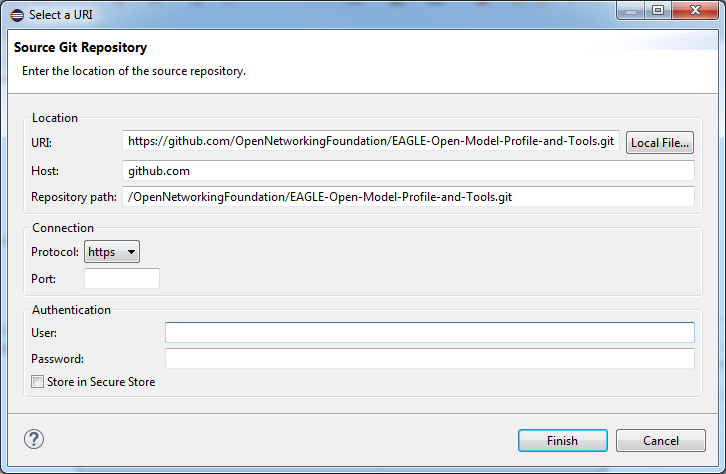 Select a URI
Source Git Repository
Enter the location of the source repository.
Location
URI: https://github.com/OpenNetworkingFoundation/EAGLE-Open-Model-Profile-and-Tools.git Local File...
Host: github.com
Repository path: /OpenNetworkingFoundation/EAGLE-Open-Model-Profile-and-Tools.git
Connection
Protocol: https
Port:
Authentication
User:
Password:
Store in Secure Store
? Finish Cancel